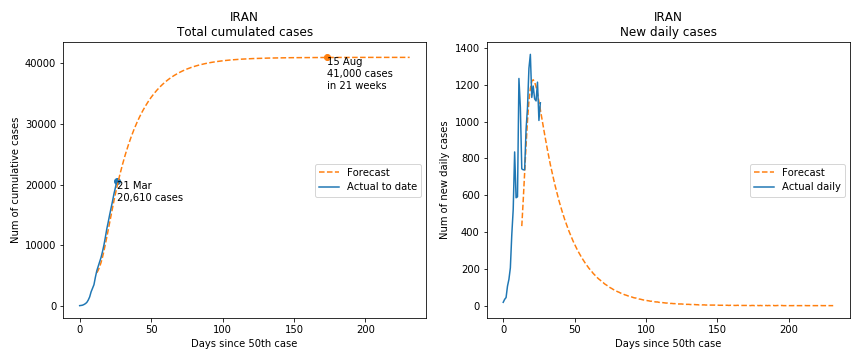 IRAN
Total cumulated cases
Num of cumulative cases
40000
30000
20000
10000
0
15 Aug
41,000 cases
in 21 weeks
21 Mar
20,610 cases
Forecast
Actual to date
0
50
100
150
200
Days since 50th case
IRAN
New daily cases
Num of new daily cases
1400
1200
1000
800
600
400
200
0
Forecast
Actual daily
0
50
100
150
200
Days since 50th case